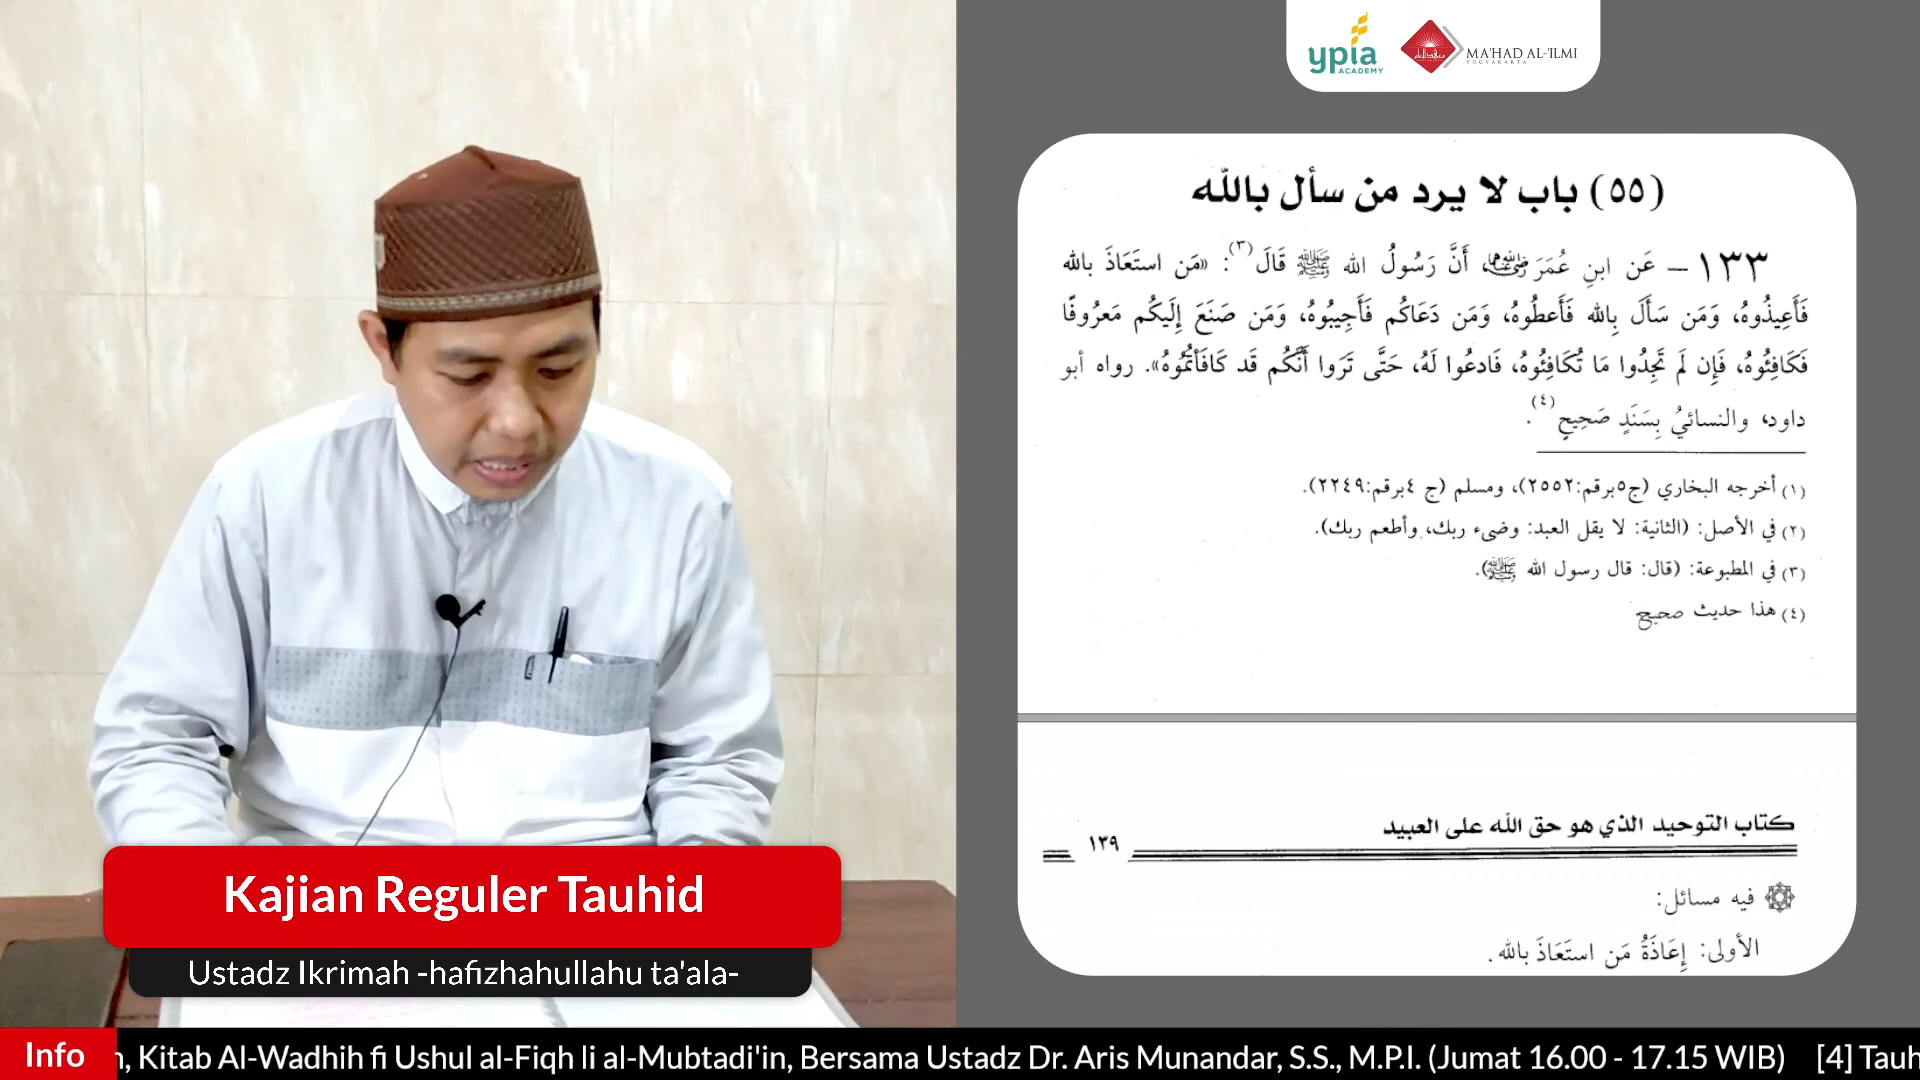 ypia
ACADEMY
MA'HAD AL-'ILMI
YOGYAKARTA
(٥٥) باب لا يرد من سأل بالله
١٣٣ – عَن ابنِ عُمَرَ رضي الله عنهما، أَنَّ رَسُولُ الله ﷺ قَالَ(٣): «مَن استَعَاذَ بالله
فَأَعِيذُوهُ، وَمَن سَأَلَ بِالله فَأَعطُوهُ، وَمَن دَعَاكُم فَأَجِيبُوهُ، وَمَن صَنَعَ إِلَيكُم مَعرُوفًا
فَكَافِئُوهُ، فَإِن لَم تَجِدُوا مَا تُكَافِئُوهُ، فَادعُوا لَهُ، حَتَّى تَرَوا أَنَّكُم قَد كَافَأتُمُوهُ». رواه أبو
داود، والنسائيُ بِسَنَدٍ صَحِيحٍ(٤).
(١) أخرجه البخاري (ج٥برقم:٢٥٥٢)، ومسلم (ج ٤برقم:٢٢٤٩).
(٢) في الأصل: (الثانية: لا يقل العبد: وضىء ربك، وأطعم ربك).
(٣) في المطبوعة: (قال: قال رسول الله ﷺ).
(٤) هذا حديث صحيح
كتاب التوحيد الذي هو حق الله على العبيد
١٣٩
فيه مسائل:
الأولى: إِعَاذَةُ مَن استَعَاذَ بالله.
Kajian Reguler Tauhid
Ustadz Ikrimah -hafizhahullahu ta'ala-
Info
, Kitab Al-Wadhih fi Ushul al-Fiqh li al-Mubtadi'in, Bersama Ustadz Dr. Aris Munandar, S.S., M.P.I. (Jumat 16.00 - 17.15 WIB) [4] Tauh